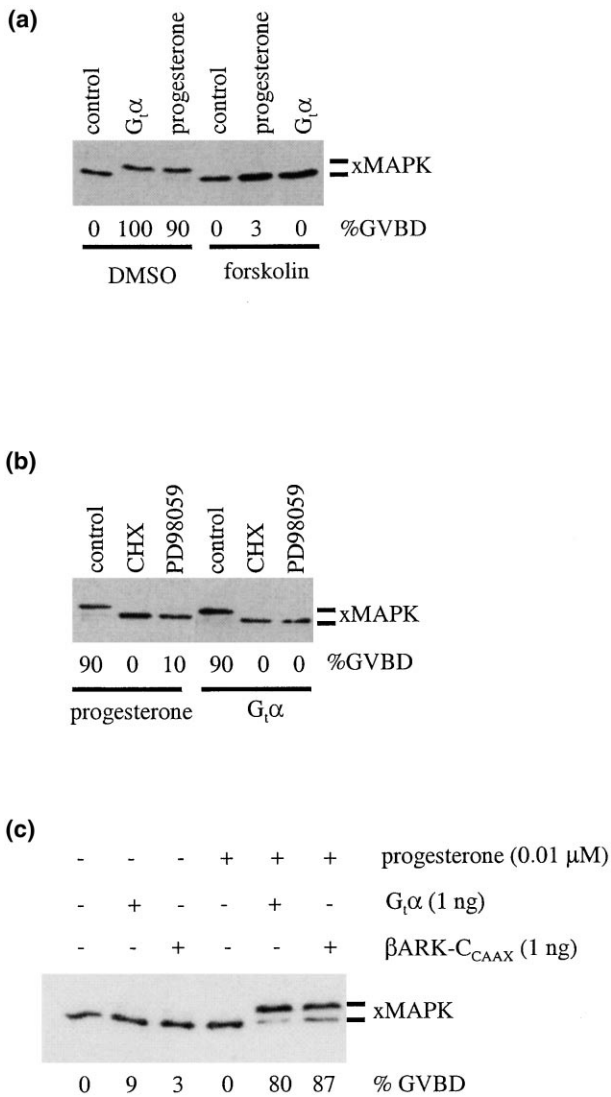 (a)
control
Gtα
progesterone
control
progesterone
Gtα
xMAPK
0 100 90 0 3 0 %GVBD
DMSO forskolin
(b)
control
CHX
PD98059
control
CHX
PD98059
xMAPK
90 0 10 90 0 0 %GVBD
progesterone Gtα
(c)
- - - + + + progesterone (0.01 μM)
- + - - + - Gtα (1 ng)
- - + - - + βARK-CCAAX (1 ng)
xMAPK
0 9 3 0 80 87 % GVBD